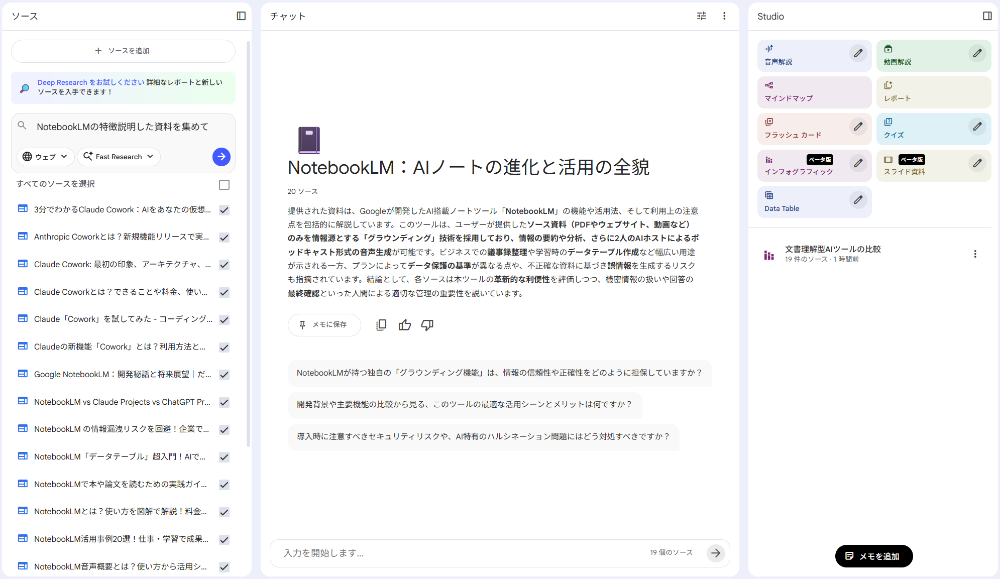 ソース
ソースを追加
Deep Research をお試しください 詳細なレポートと新しい
ソースを入手できます！
NotebookLMの特徴説明した資料を集めて
ウェブ
Fast Research
すべてのソースを選択
3分でわかるClaude Cowork：AIをあなたの仮想...
Anthropic Coworkとは？新規機能リリースで実...
Claude Cowork: 最初の印象、アーキテクチャ、...
Claude Coworkとは？できることや料金、使い...
Claude「Cowork」を試してみた - コーディング...
Claudeの新機能「Cowork」とは？利用方法と...
Google NotebookLM：開発秘話と将来展望｜だ...
NotebookLM vs Claude Projects vs ChatGPT Pr...
NotebookLM の情報漏洩リスクを回避！企業で...
NotebookLM「データテーブル」超入門！AIで...
NotebookLMで本や論文を読むための実践ガイ...
NotebookLMとは？使い方を図解で解説！料金...
NotebookLM活用事例20選！仕事・学習で成果...
NotebookLM音声概要とは？使い方から活用シ...
チャット
NotebookLM：AIノートの進化と活用の全貌
20 ソース
提供された資料は、Googleが開発したAI搭載ノートツール「NotebookLM」の機能や活用法、そして利用上の注意
点を包括的に解説しています。このツールは、ユーザーが提供したソース資料（PDFやウェブサイト、動画など）
のみを情報源とする「グラウンディング」技術を採用しており、情報の要約や分析、さらに2人のAIホストによるポ
ッドキャスト形式の音声生成が可能です。ビジネスでの議事録整理や学習時のデータテーブル作成など幅広い用途
が示される一方、プランによってデータ保護の基準が異なる点や、不正確な資料に基づき誤情報を生成するリスク
も指摘されています。結論として、各ソースは本ツールの革新的な利便性を評価しつつ、機密情報の扱いや回答の
最終確認といった人間による適切な管理の重要性を説いています。
メモに保存
NotebookLMが持つ独自の「グラウンディング機能」は、情報の信頼性や正確性をどのように担保していますか？
開発背景や主要機能の比較から見る、このツールの最適な活用シーンとメリットは何ですか？
導入時に注意すべきセキュリティリスクや、AI特有のハルシネーション問題にはどう対処すべきですか？
入力を開始します...
19 個のソース
Studio
音声解説
動画解説
マインドマップ
レポート
フラッシュ カード
クイズ
ベータ版
インフォグラフィック
ベータ版
スライド資料
Data Table
文書理解型AIツールの比較
19 件のソース · 1 時間前
メモを追加